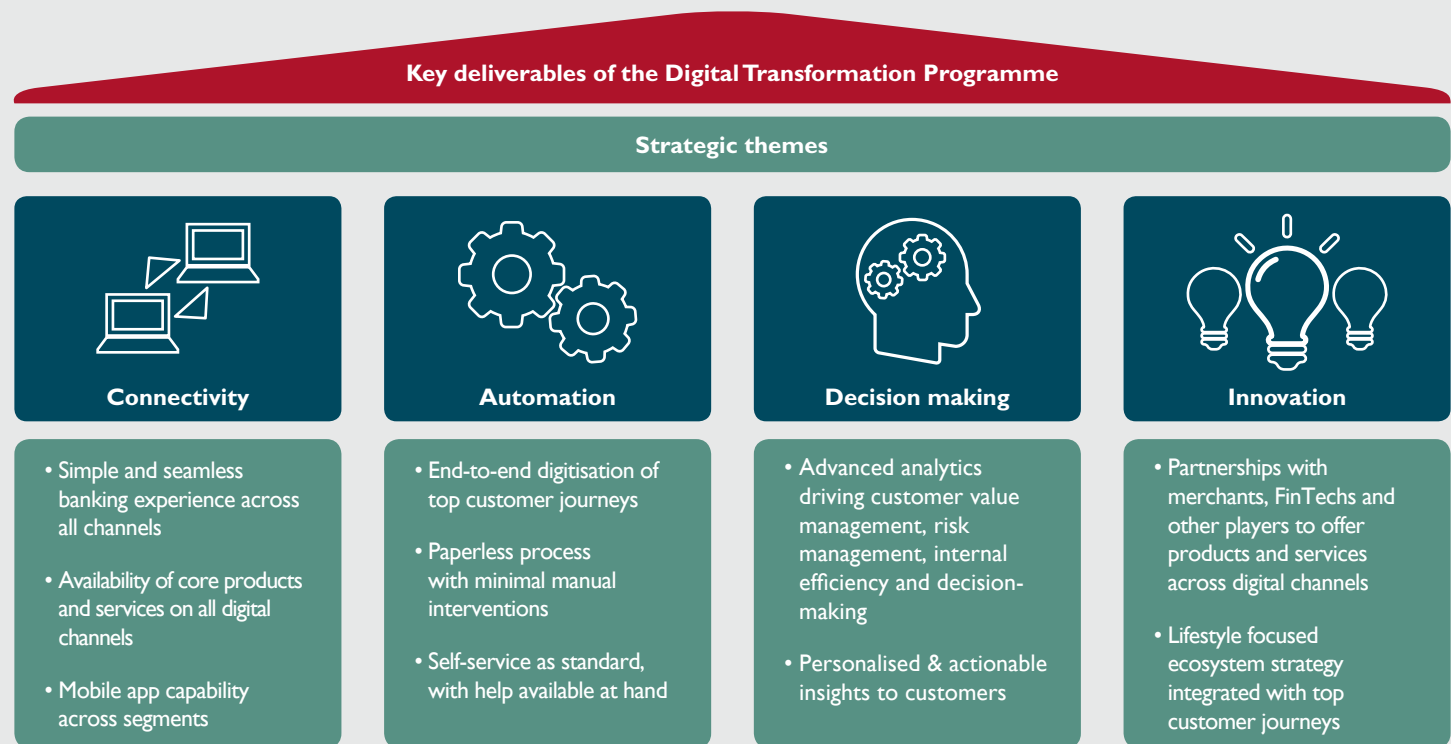 Key deliverables of the Digital Transformation Programme
Strategic themes
Connectivity
• Simple and seamless
banking experience across
all channels
• Availability of core products
and services on all digital
channels
• Mobile app capability
across segments
Automation
• End-to-end digitisation of
top customer journeys
• Paperless process
with minimal manual
interventions
• Self-service as standard,
with help available at hand
Decision making
• Advanced analytics
driving customer value
management, risk
management, internal
efficiency and decision-
making
• Personalised & actionable
insights to customers
Innovation
• Partnerships with
merchants, FinTechs and
other players to offer
products and services
across digital channels
• Lifestyle focused
ecosystem strategy
integrated with top
customer journeys